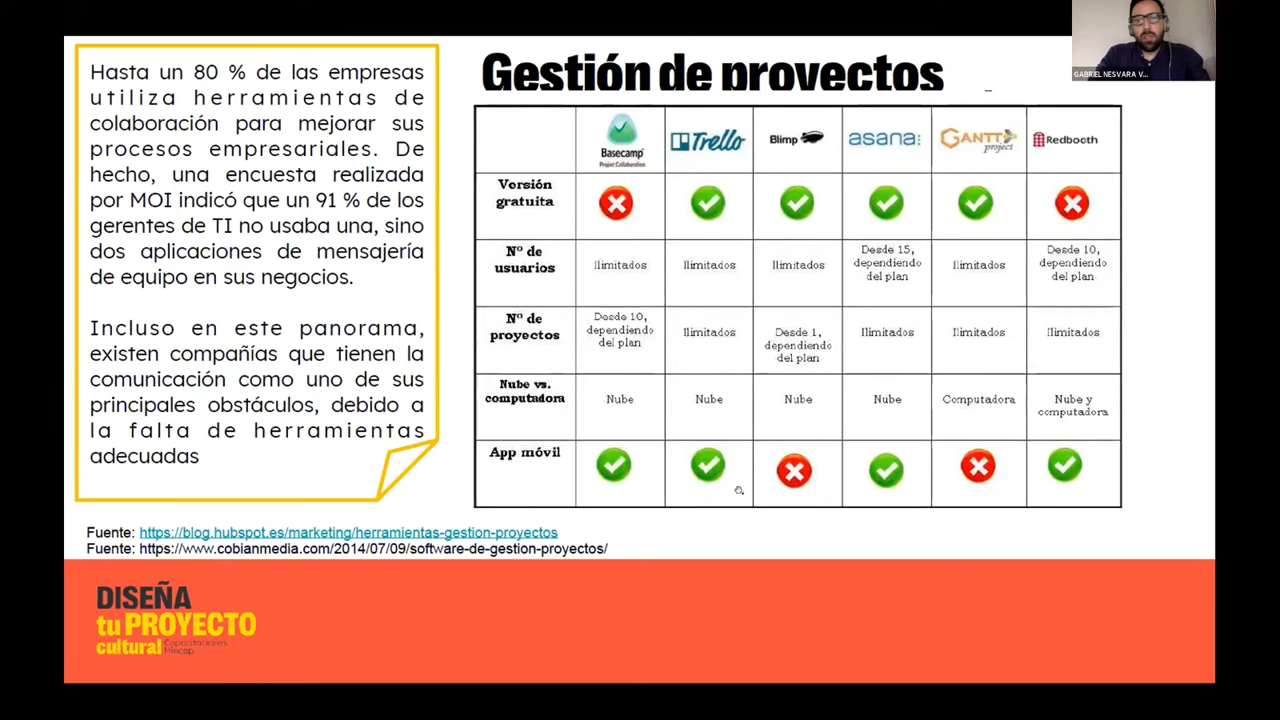 GABRIEL NESVARA V...
Hasta un 80 % de las empresas
utiliza herramientas de
colaboración para mejorar sus
procesos empresariales. De
hecho, una encuesta realizada
por MOI indicó que un 91 % de los
gerentes de TI no usaba una, sino
dos aplicaciones de mensajería
de equipo en sus negocios.
Incluso en este panorama,
existen compañías que tienen la
comunicación como uno de sus
principales obstáculos, debido a
la falta de herramientas
adecuadas
Gestión de proyectos
Basecamp
Project Collaboration
Trello
Blimp
asana:
GANTT
project
Redbooth
Versión
gratuita
Nº de
usuarios
Ilimitados
Ilimitados
Ilimitados
Desde 15,
dependiendo
del plan
Ilimitados
Desde 10,
dependiendo
del plan
Nº de
proyectos
Desde 10,
dependiendo
del plan
Ilimitados
Desde 1,
dependiendo
del plan
Ilimitados
Ilimitados
Ilimitados
Nube vs.
computadora
Nube
Nube
Nube
Nube
Computadora
Nube y
computadora
App móvil
Fuente: https://blog.hubspot.es/marketing/herramientas-gestion-proyectos
Fuente: https://www.cobianmedia.com/2014/07/09/software-de-gestion-proyectos/
DISEÑA
tu PROYECTO
cultural
Capacitaciones
Mincap